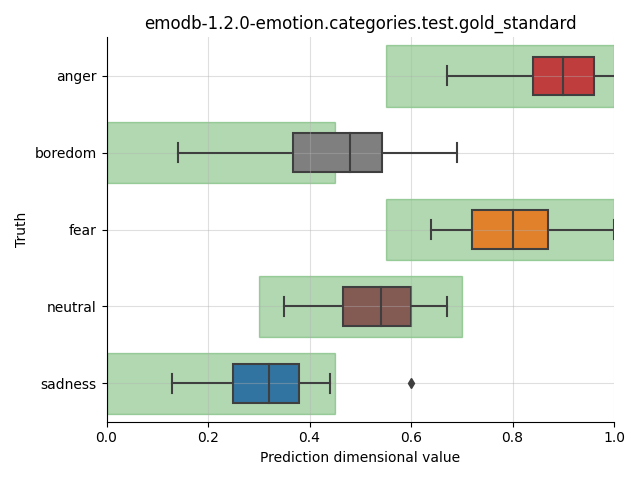 emodb-1.2.0-emotion.categories.test.gold_standard
Truth
anger
boredom
fear
neutral
sadness
0.0 0.2 0.4 0.6 0.8 1.0
Prediction dimensional value